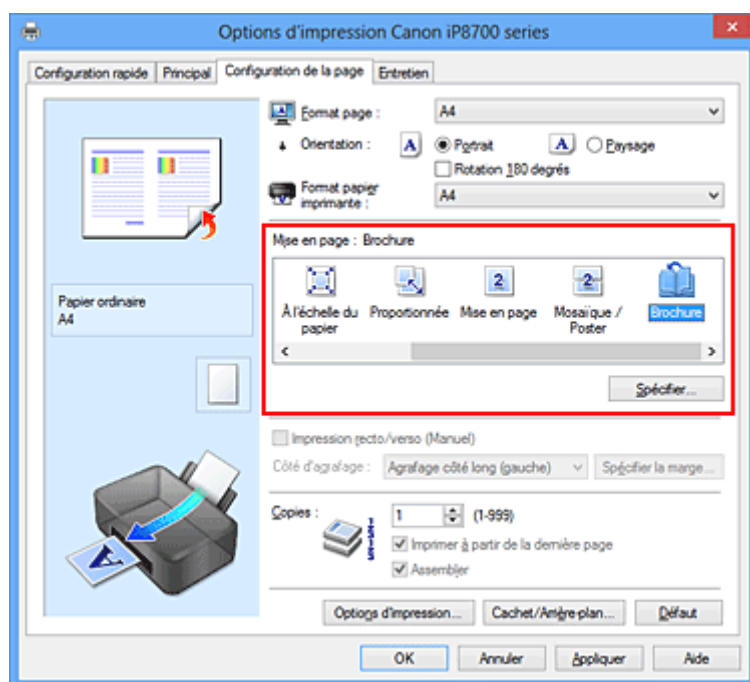 Options d'impression Canon iP8700 series
Configuration rapide Principal Configuration de la page Entretien
Format page : A4
Orientation : A Portrait A Paysage
Rotation 180 degrés
Format papier imprimante : A4
Mise en page : Brochure
À l'échelle du papier Proportionnée Mise en page Mosaïque / Poster Brochure
Spécifier...
Papier ordinaire
A4
Impression recto/verso (Manuel)
Côté d'agrafage : Agrafage côté long (gauche) Spécifier la marge...
Copies : 1 (1-999)
Imprimer à partir de la dernière page
Assembler
Options d'impression... Cachet/Arrière-plan... Défaut
OK Annuler Appliquer Aide